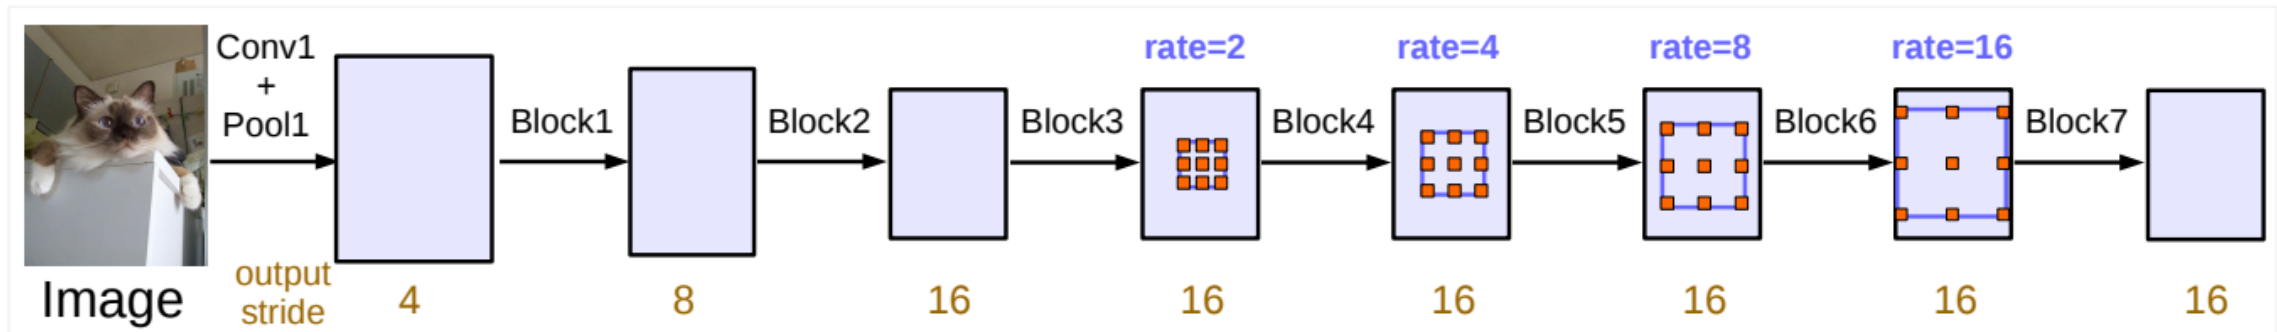 Conv1
+
Pool1
Block1
Block2
Block3
rate=2
Block4
rate=4
Block5
rate=8
Block6
rate=16
Block7
Image
output
stride
4
8
16
16
16
16
16
16